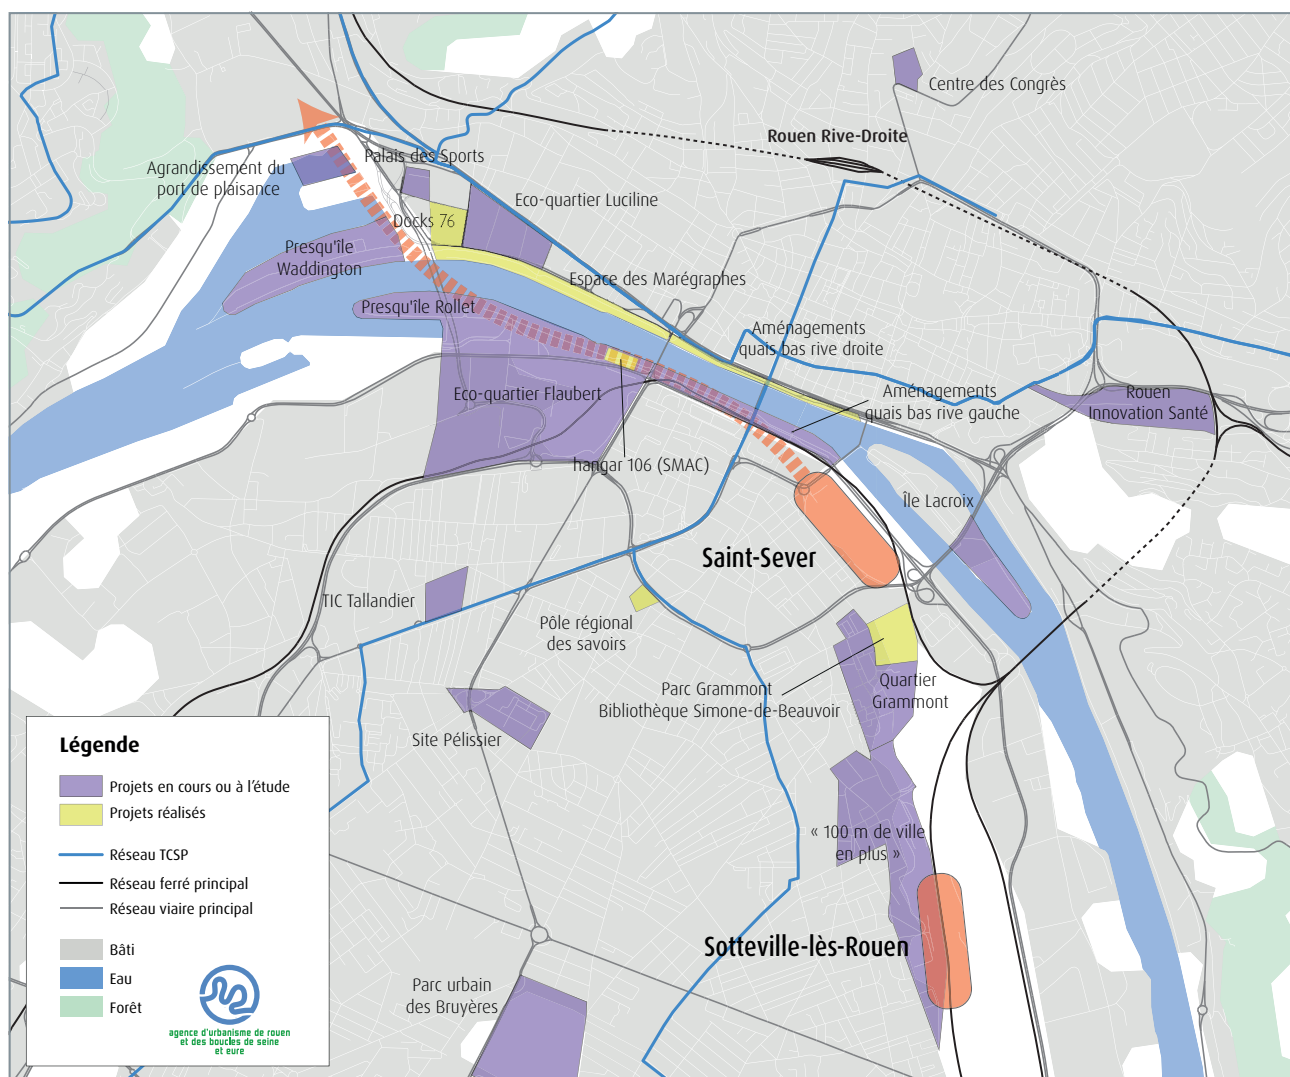 Centre des Congrès
Rouen Rive-Droite
Palais des Sports
Agrandissement du
port de plaisance
Eco-quartier Luciline
Docks 76
Presqu'île
Waddington
Espace des Marégraphes
Presqu'île Rollet
Aménagements
quais bas rive droite
Eco-quartier Flaubert
Aménagements
quais bas rive gauche
Rouen
Innovation Santé
hangar 106 (SMAC)
Île Lacroix
Saint-Sever
TIC Tallandier
Pôle régional
des savoirs
Parc Grammont
Bibliothèque Simone-de-Beauvoir
Quartier
Grammont
Site Pélissier
« 100 m de ville
en plus »
Sotteville-lès-Rouen
Parc urbain
des Bruyères
Légende
Projets en cours ou à l'étude
Projets réalisés
Réseau TCSP
Réseau ferré principal
Réseau viaire principal
Bâti
Eau
Forêt
agence d'urbanisme de rouen
et des boucles de seine
et eure